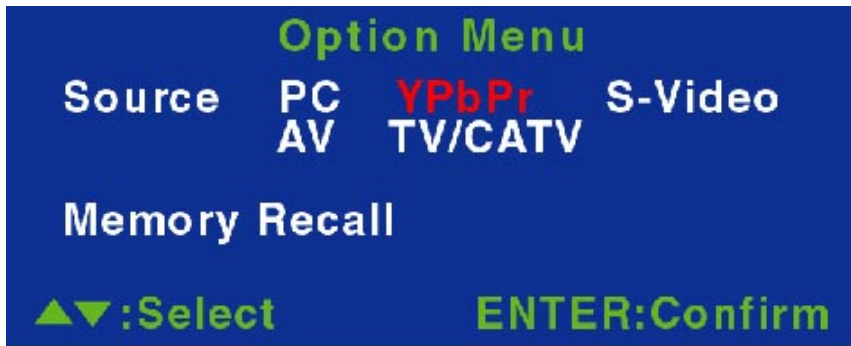 Option Menu
Source PC YPbPr S-Video
AV TV/CATV
Memory Recall
▲▼:Select ENTER:Confirm